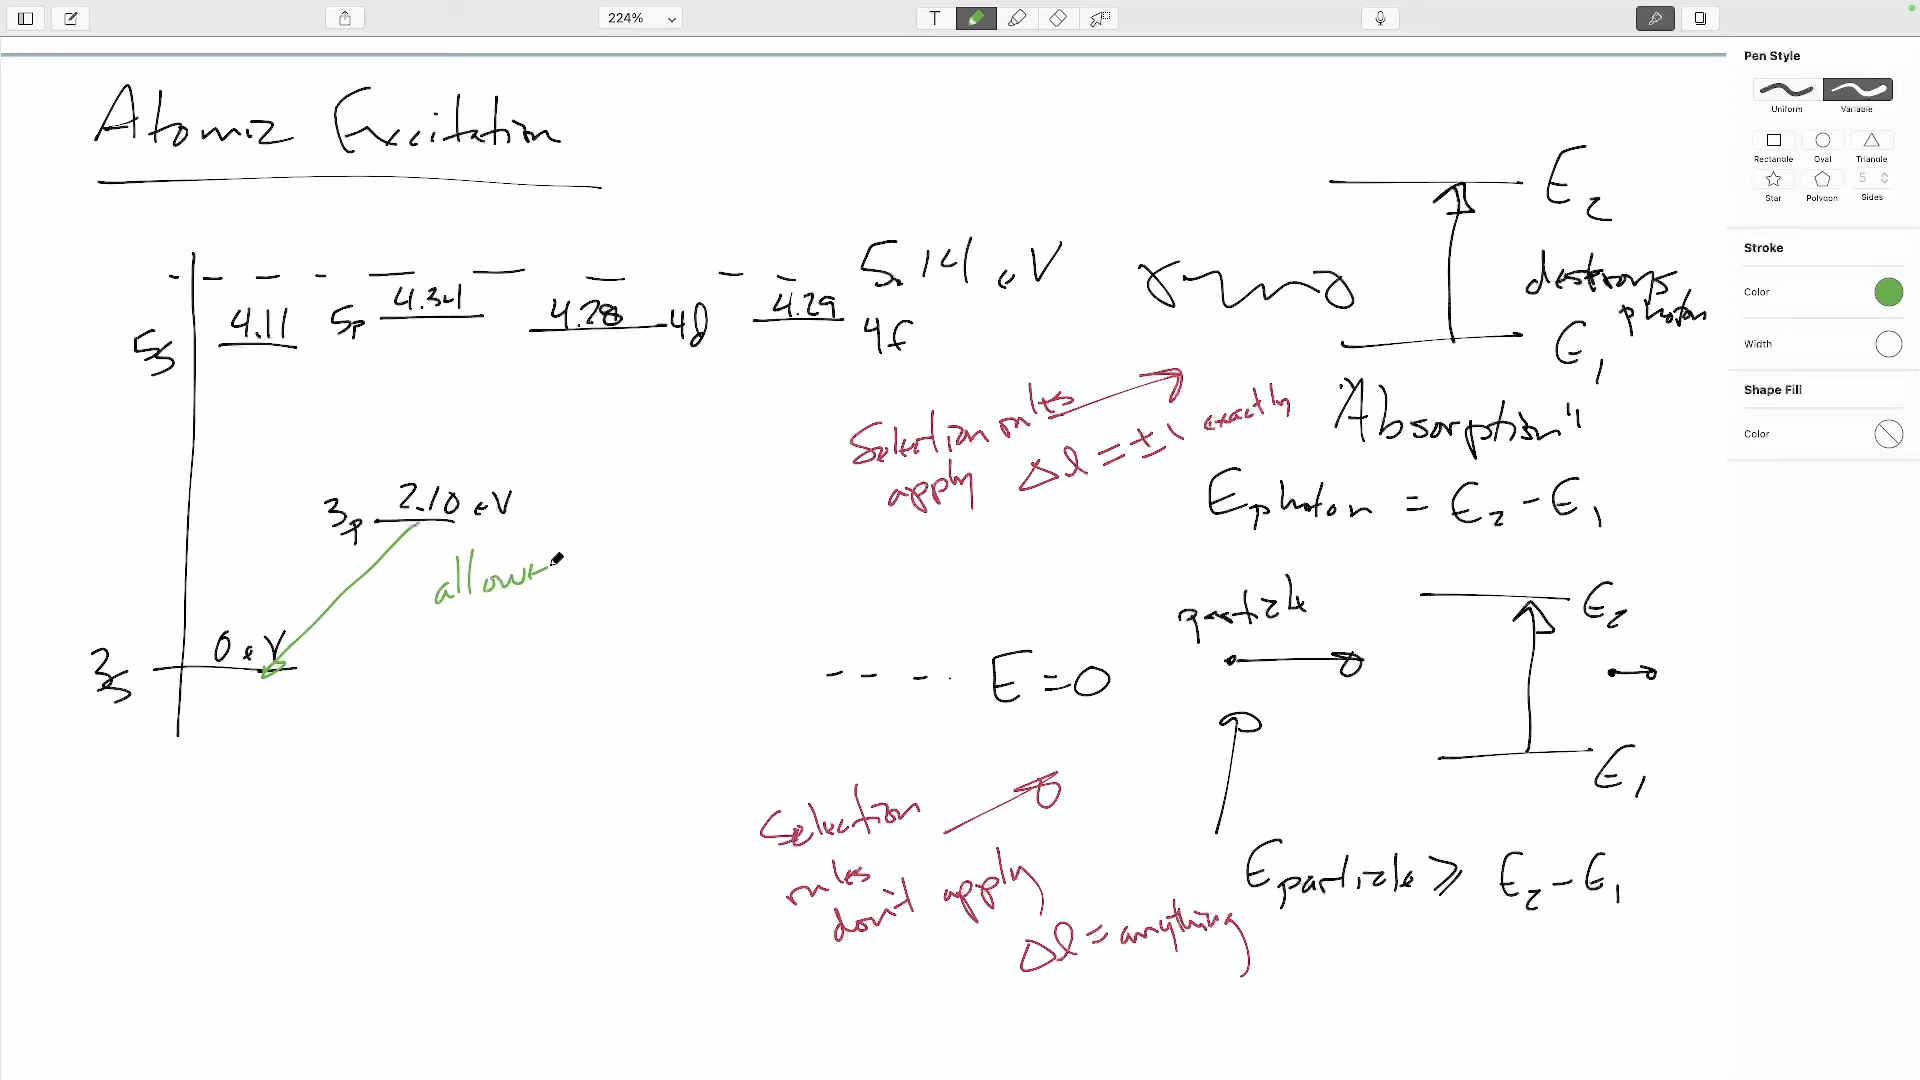 224%
T
Pen Style
Uniform
Variable
Rectangle Oval Triangle
5
Star Polygon Sides
Stroke
Color
Width
Shape Fill
Color
Atomic Excitation
5.14 eV
5s 4.11 5p 4.34 4.28 4d 4.29 4f
3p 2.10 eV
allowe
3s 0 eV
E2
destroys photon
E1
"Absorption"
Selection rules apply Δl = ±1 exactly
Ephoton = E2 - E1
particle
E2
---- E = 0
E1
Eparticle ⩾ E2 - E1
Selection
rules
don't apply
Δl = anything